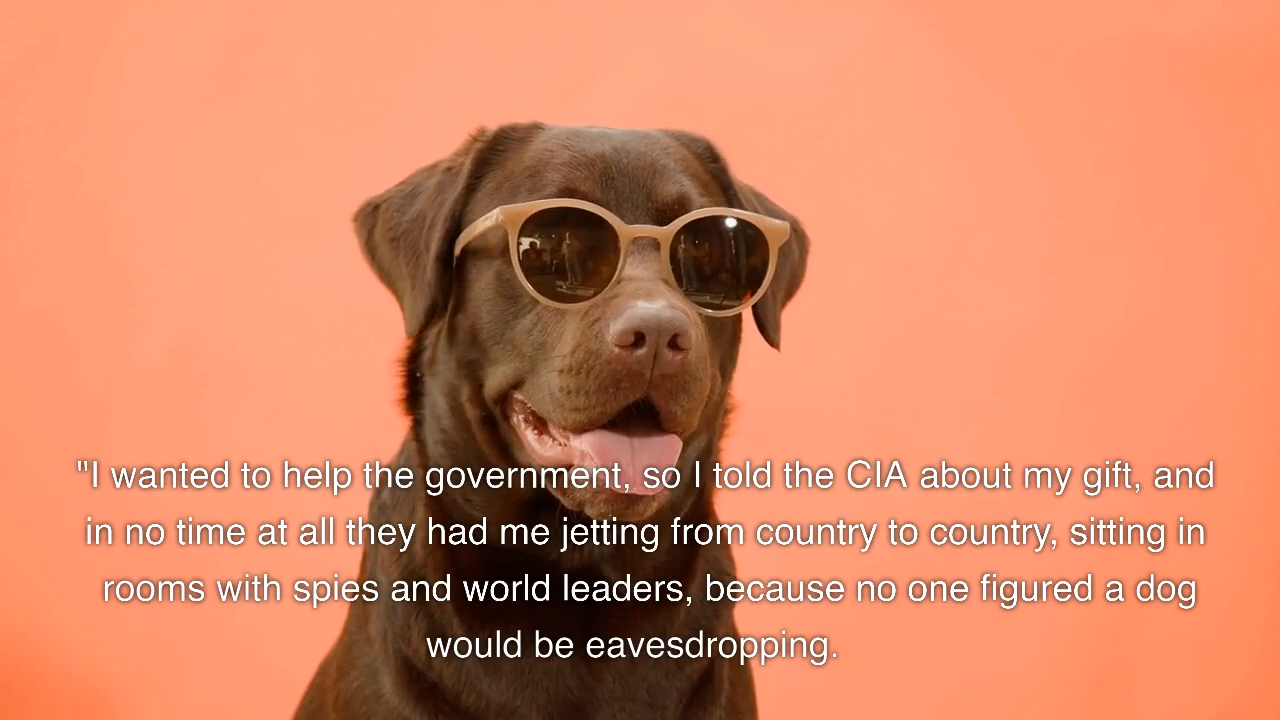 "I wanted to help the government, so I told the CIA about my gift, and
in no time at all they had me jetting from country to country, sitting in
rooms with spies and world leaders, because no one figured a dog
would be eavesdropping.